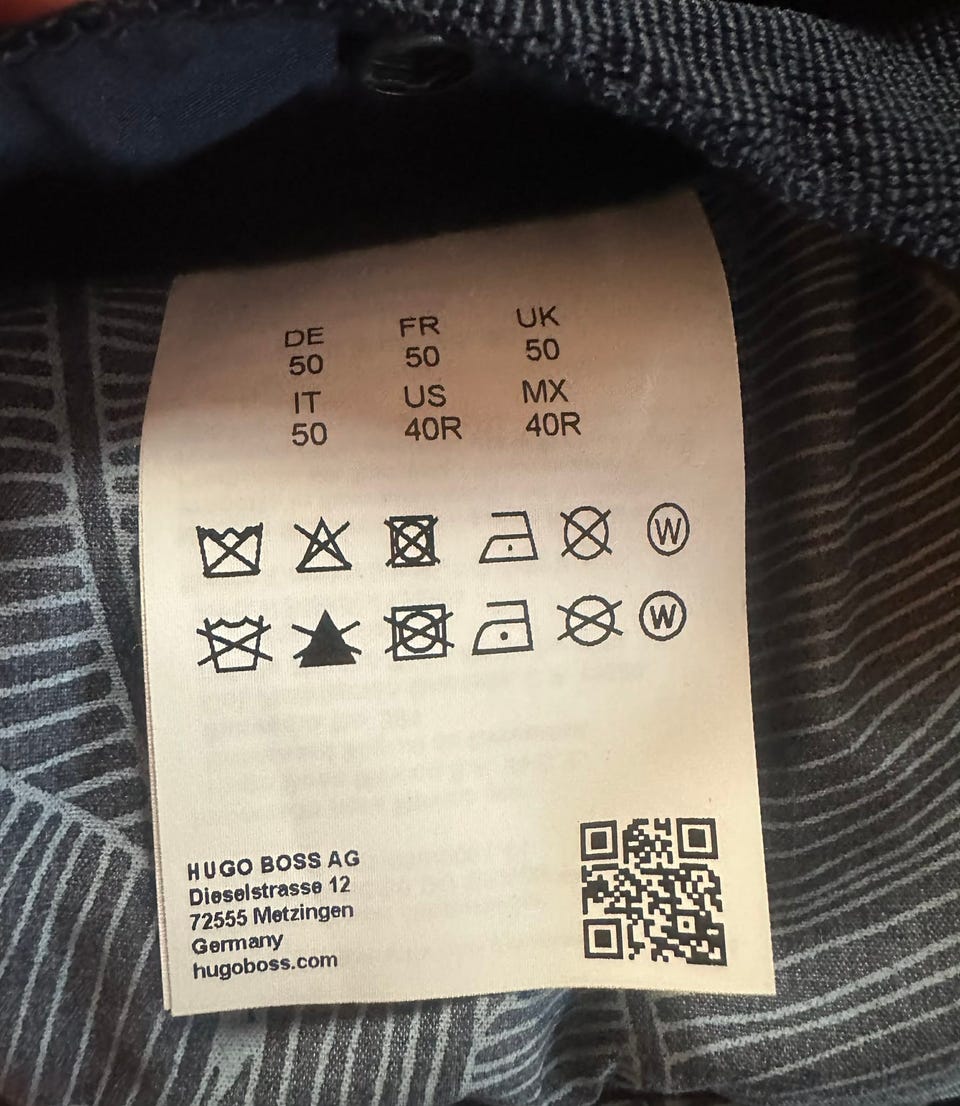 DE FR UK
50 50 50
IT US MX
50 40R 40R
W
W
HUGO BOSS AG
Dieselstrasse 12
72555 Metzingen
Germany
hugoboss.com